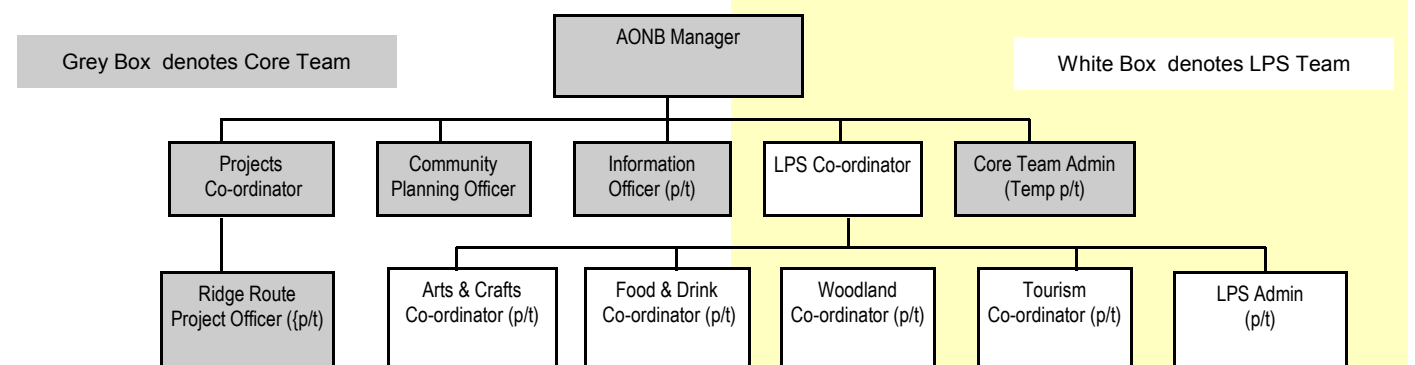 AONB Manager
Grey Box denotes Core Team
White Box denotes LPS Team
Projects
Co-ordinator
Community
Planning Officer
Information
Officer (p/t)
LPS Co-ordinator
Core Team Admin
(Temp p/t)
Ridge Route
Project Officer ({p/t)
Arts & Crafts
Co-ordinator (p/t)
Food & Drink
Co-ordinator (p/t)
Woodland
Co-ordinator (p/t)
Tourism
Co-ordinator (p/t)
LPS Admin
(p/t)